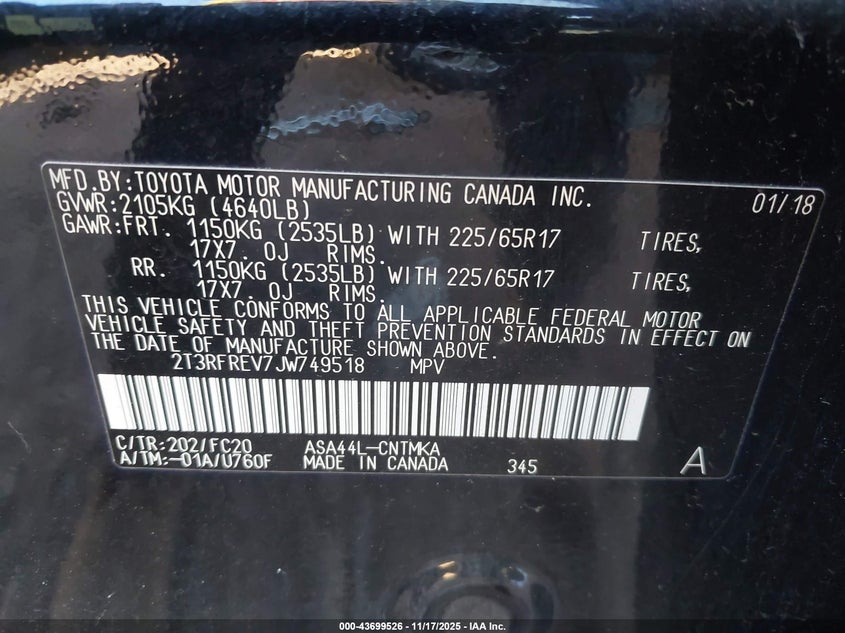 MFD.BY:TOYOTA MOTOR MANUFACTURING CANADA INC. 01/18
GVWR:2105KG (4640LB)
GAWR:FRT. 1150KG (2535LB) WITH 225/65R17 TIRES,
17X7. OJ RIMS.
RR. 1150KG (2535LB) WITH 225/65R17 TIRES,
17X7 OJ RIMS.
THIS VEHICLE CONFORMS TO ALL APPLICABLE FEDERAL MOTOR
VEHICLE SAFETY AND THEFT PREVENTION STANDARDS IN EFFECT ON
THE DATE OF MANUFACTURE SHOWN ABOVE.
2T3RFREV7JW749518 MPV
C/TR:202/FC20 ASA44L-CNTMKA
A/TM:-01A/U760F MADE IN CANADA 345 A
000-43699526 - 11/17/2025 - IAA Inc.